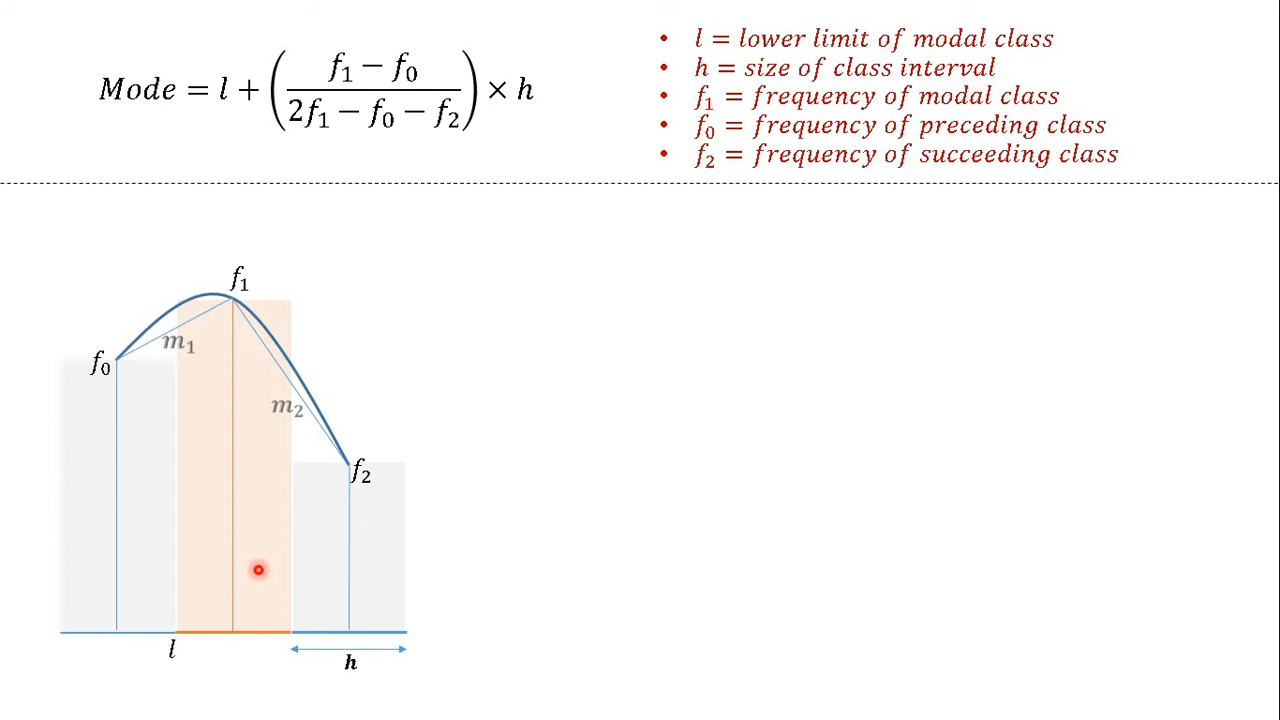 Mode = l + ( (f₁ − f₀) / (2f₁ − f₀ − f₂) ) × h
• l = lower limit of modal class
• h = size of class interval
• f₁ = frequency of modal class
• f₀ = frequency of preceding class
• f₂ = frequency of succeeding class
f₁
m₁
f₀
m₂
f₂
l
h